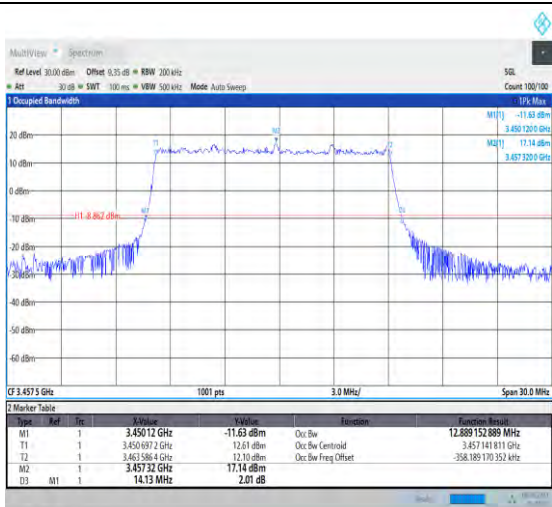 MultiView Spectrum
Ref Level 30.00 dBm Offset 9.35 dB RBW 200 kHz SGL
Att 30 dB SWT 100 ms VBW 500 kHz Mode Auto Sweep Count 100/100
1 Occupied Bandwidth 1Pk Max
M1[1] -11.63 dBm
3.450 120 0 GHz
M2[1] 17.14 dBm
3.457 320 0 GHz
20 dBm
10 dBm
0 dBm
-10 dBm
H1 -8.862 dBm
-20 dBm
-30 dBm
-40 dBm
-60 dBm
T1
M2
M1
D3
CF 3.457 5 GHz 1001 pts 3.0 MHz/ Span 30.0 MHz
2 Marker Table
Type Ref Trc X-Value Y-Value Function Function Result
M1 1 3.450 12 GHz -11.63 dBm Occ Bw 12.889 152 889 MHz
T1 1 3.450 697 2 GHz 12.61 dBm Occ Bw Centroid 3.457 141 811 GHz
T2 1 3.463 586 4 GHz 12.10 dBm Occ Bw Freq Offset -358.189 170 352 kHz
M2 1 3.457 32 GHz 17.14 dBm
D3 M1 1 14.13 MHz 2.01 dB